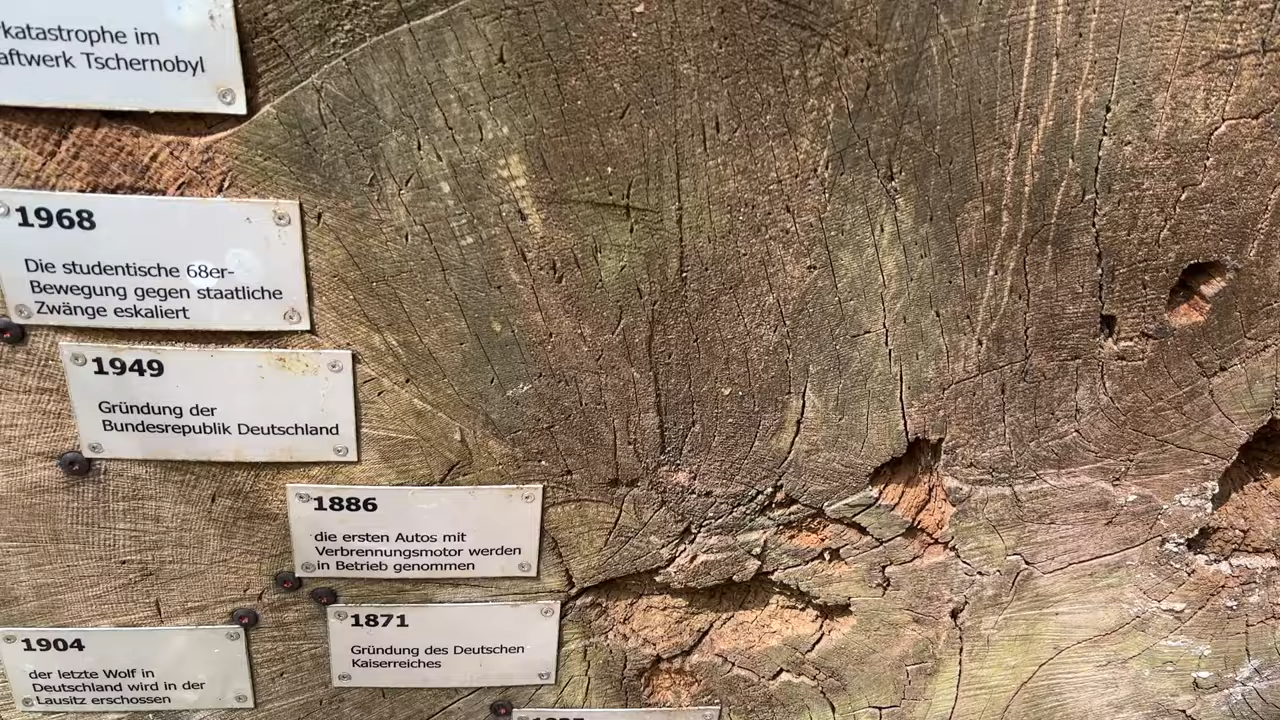 katastrophe im
Tschernobyl
1968
Die studentische 68er-
Bewegung gegen staatliche
Zwänge eskaliert
1949
Gründung der
Bundesrepublik Deutschland
1886
die ersten Autos mit
Verbrennungsmotor werden
in Betrieb genommen
1871
Gründung des Deutschen
Kaiserreiches
1904
der letzte Wolf in
Deutschland wird in der
Lausitz erschossen